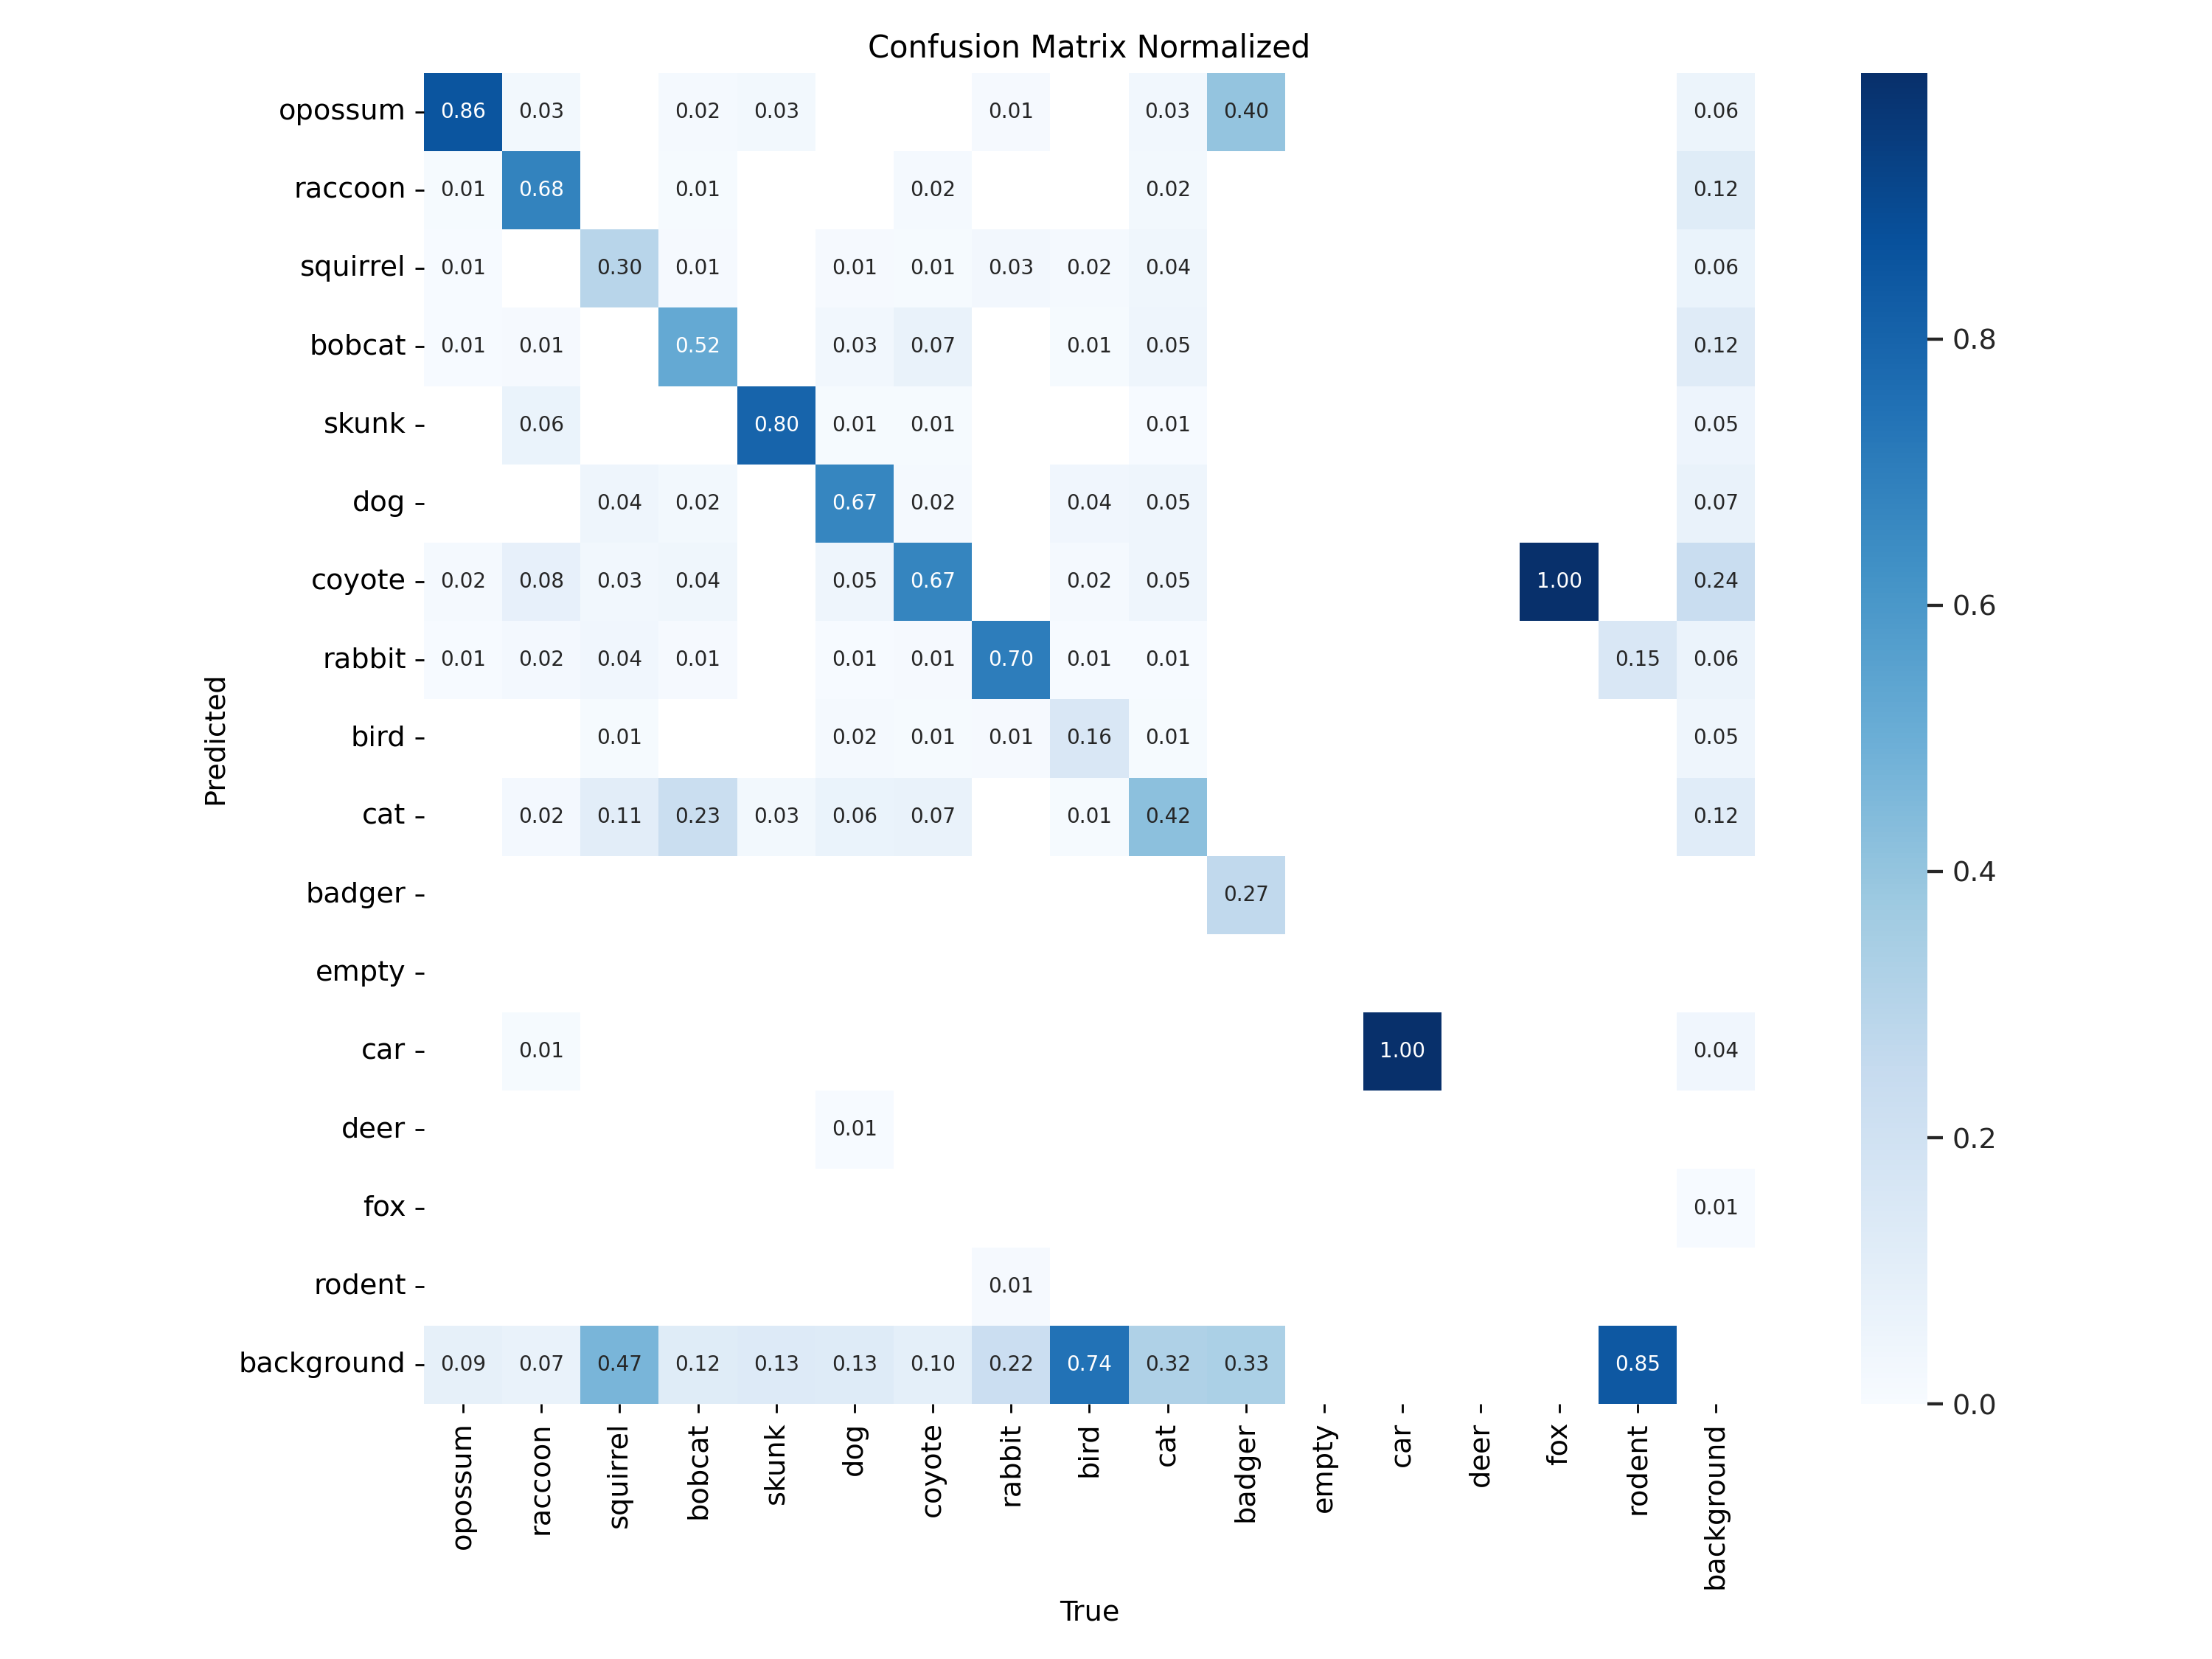 Confusion Matrix Normalized
opossum 0.86 0.03 0.02 0.03 0.01 0.03 0.40 0.06
raccoon 0.01 0.68 0.01 0.02 0.02 0.12
squirrel 0.01 0.30 0.01 0.01 0.01 0.03 0.02 0.04 0.06
bobcat 0.01 0.01 0.52 0.03 0.07 0.01 0.05 0.12
0.8
skunk 0.06 0.80 0.01 0.01 0.01 0.05
dog 0.04 0.02 0.67 0.02 0.04 0.05 0.07
coyote 0.02 0.08 0.03 0.04 0.05 0.67 0.02 0.05 1.00 0.24
0.6
rabbit 0.01 0.02 0.04 0.01 0.01 0.01 0.70 0.01 0.01 0.15 0.06
Predicted
bird 0.01 0.02 0.01 0.01 0.16 0.01 0.05
cat 0.02 0.11 0.23 0.03 0.06 0.07 0.01 0.42 0.12
0.4
badger 0.27
empty
car 0.01 1.00 0.04
deer 0.01
0.2
fox 0.01
rodent 0.01
background 0.09 0.07 0.47 0.12 0.13 0.13 0.10 0.22 0.74 0.32 0.33 0.85
0.0
opossum raccoon squirrel bobcat skunk dog coyote rabbit bird cat badger empty car deer fox rodent background
True